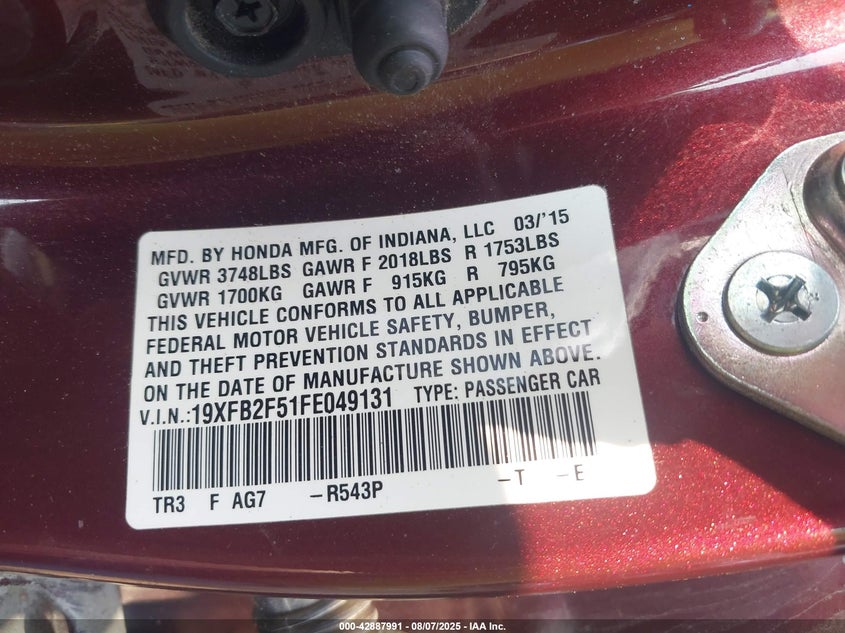 MFD. BY HONDA MFG. OF INDIANA, LLC 03/'15
GVWR 3748LBS GAWR F 2018LBS R 1753LBS
GVWR 1700KG GAWR F 915KG R 795KG
THIS VEHICLE CONFORMS TO ALL APPLICABLE
FEDERAL MOTOR VEHICLE SAFETY, BUMPER,
AND THEFT PREVENTION STANDARDS IN EFFECT
ON THE DATE OF MANUFACTURE SHOWN ABOVE.
V.I.N.:19XFB2F51FE049131 TYPE: PASSENGER CAR
TR3 F AG7 -R543P -T -E
000-42887991 - 08/07/2025 - IAA Inc.